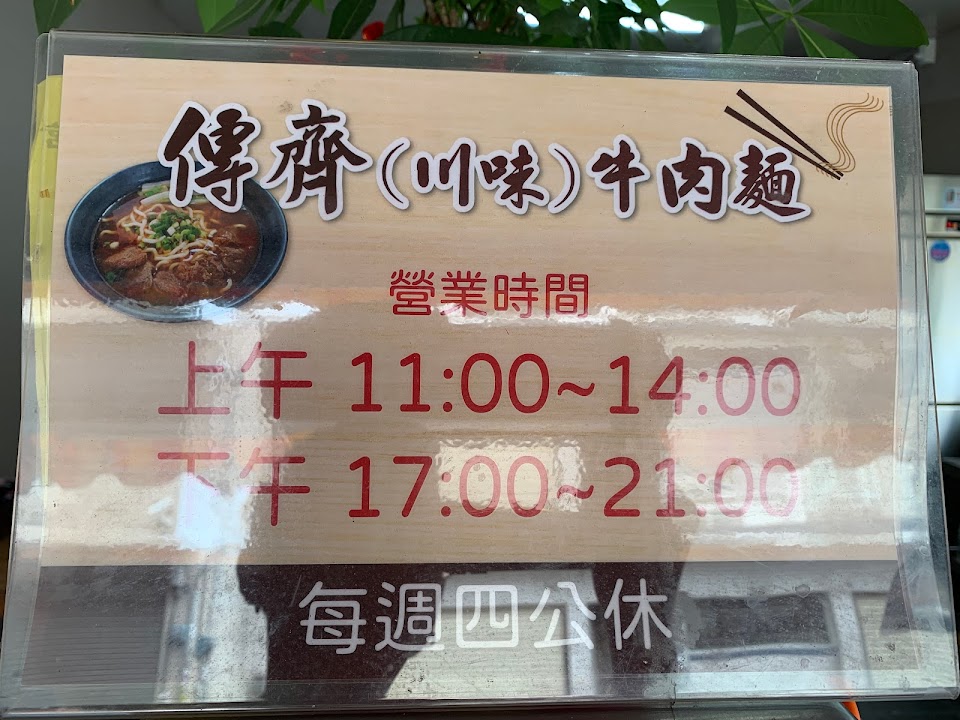 傳齊(川味)牛肉麵
營業時間
上午 11:00~14:00
下午 17:00~21:00
每週四公休